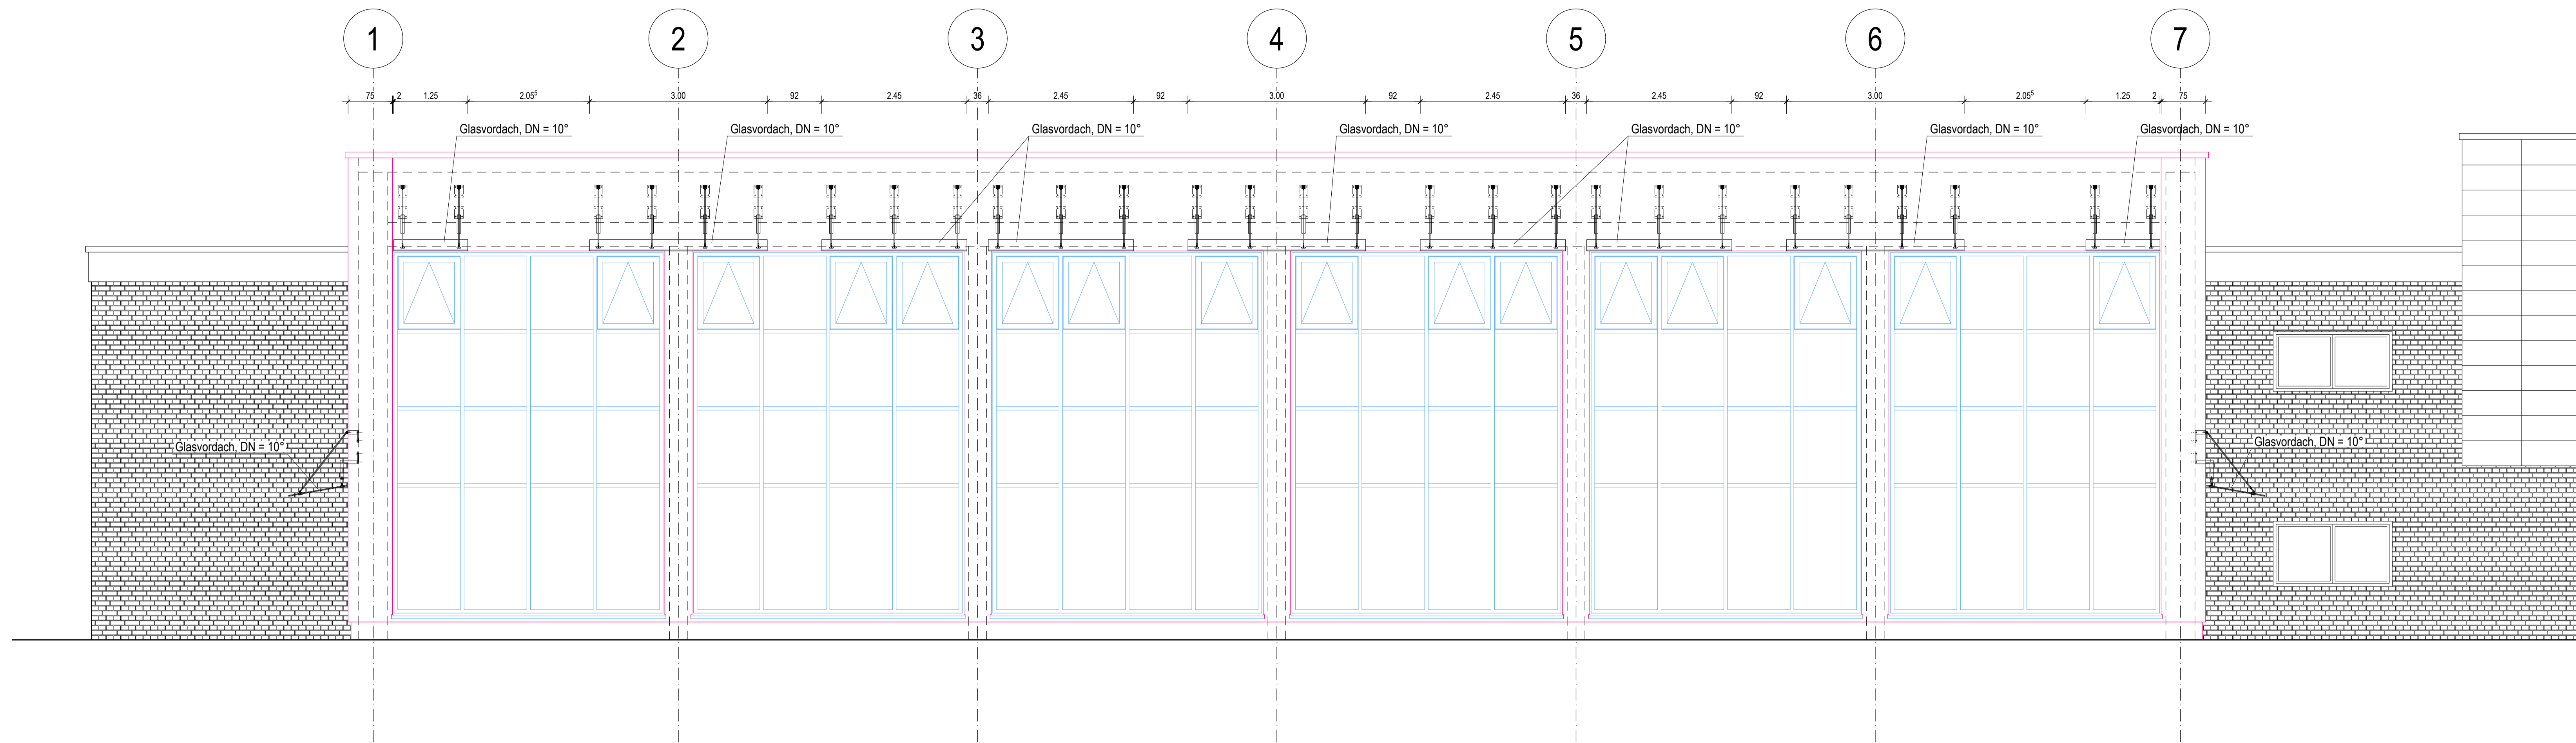 1 2 3 4 5 6 7
75 2 1.25 2.05⁵ 3.00 92 2.45 36 2.45 92 3.00 92 2.45 36 2.45 92 3.00 2.05⁵ 1.25 2 75
Glasvordach, DN = 10° Glasvordach, DN = 10° Glasvordach, DN = 10° Glasvordach, DN = 10° Glasvordach, DN = 10° Glasvordach, DN = 10° Glasvordach, DN = 10°
Glasvordach, DN = 10° Glasvordach, DN = 10°